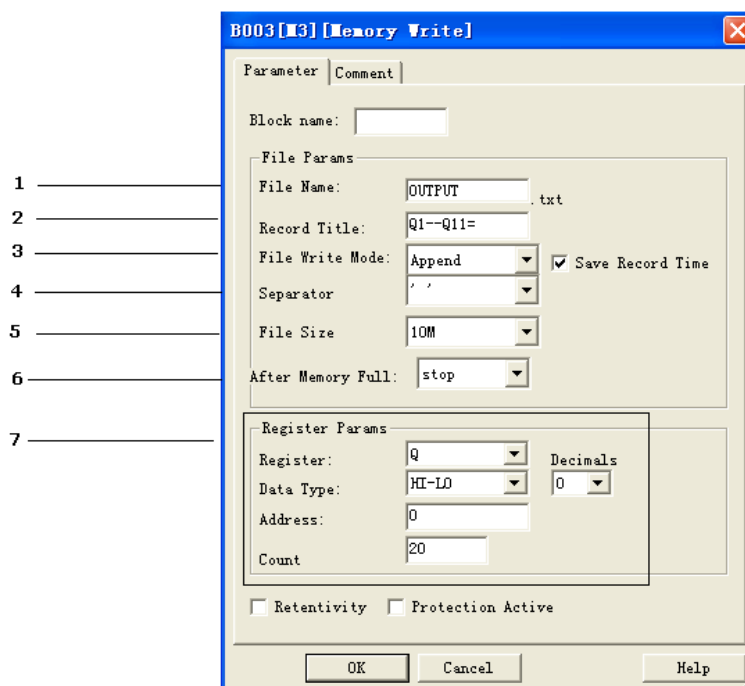 B003[M3][Memory Write]
Parameter Comment
Block name:
File Params
1 File Name: OUTPUT .txt
2 Record Title: Q1--Q11=
3 File Write Mode: Append Save Record Time
4 Separator ' '
5 File Size 10M
6 After Memory Full: stop
7 Register Params
Register: Q Decimals
Data Type: HI-LO 0
Address: 0
Count 20
Retentivity Protection Active
OK Cancel Help